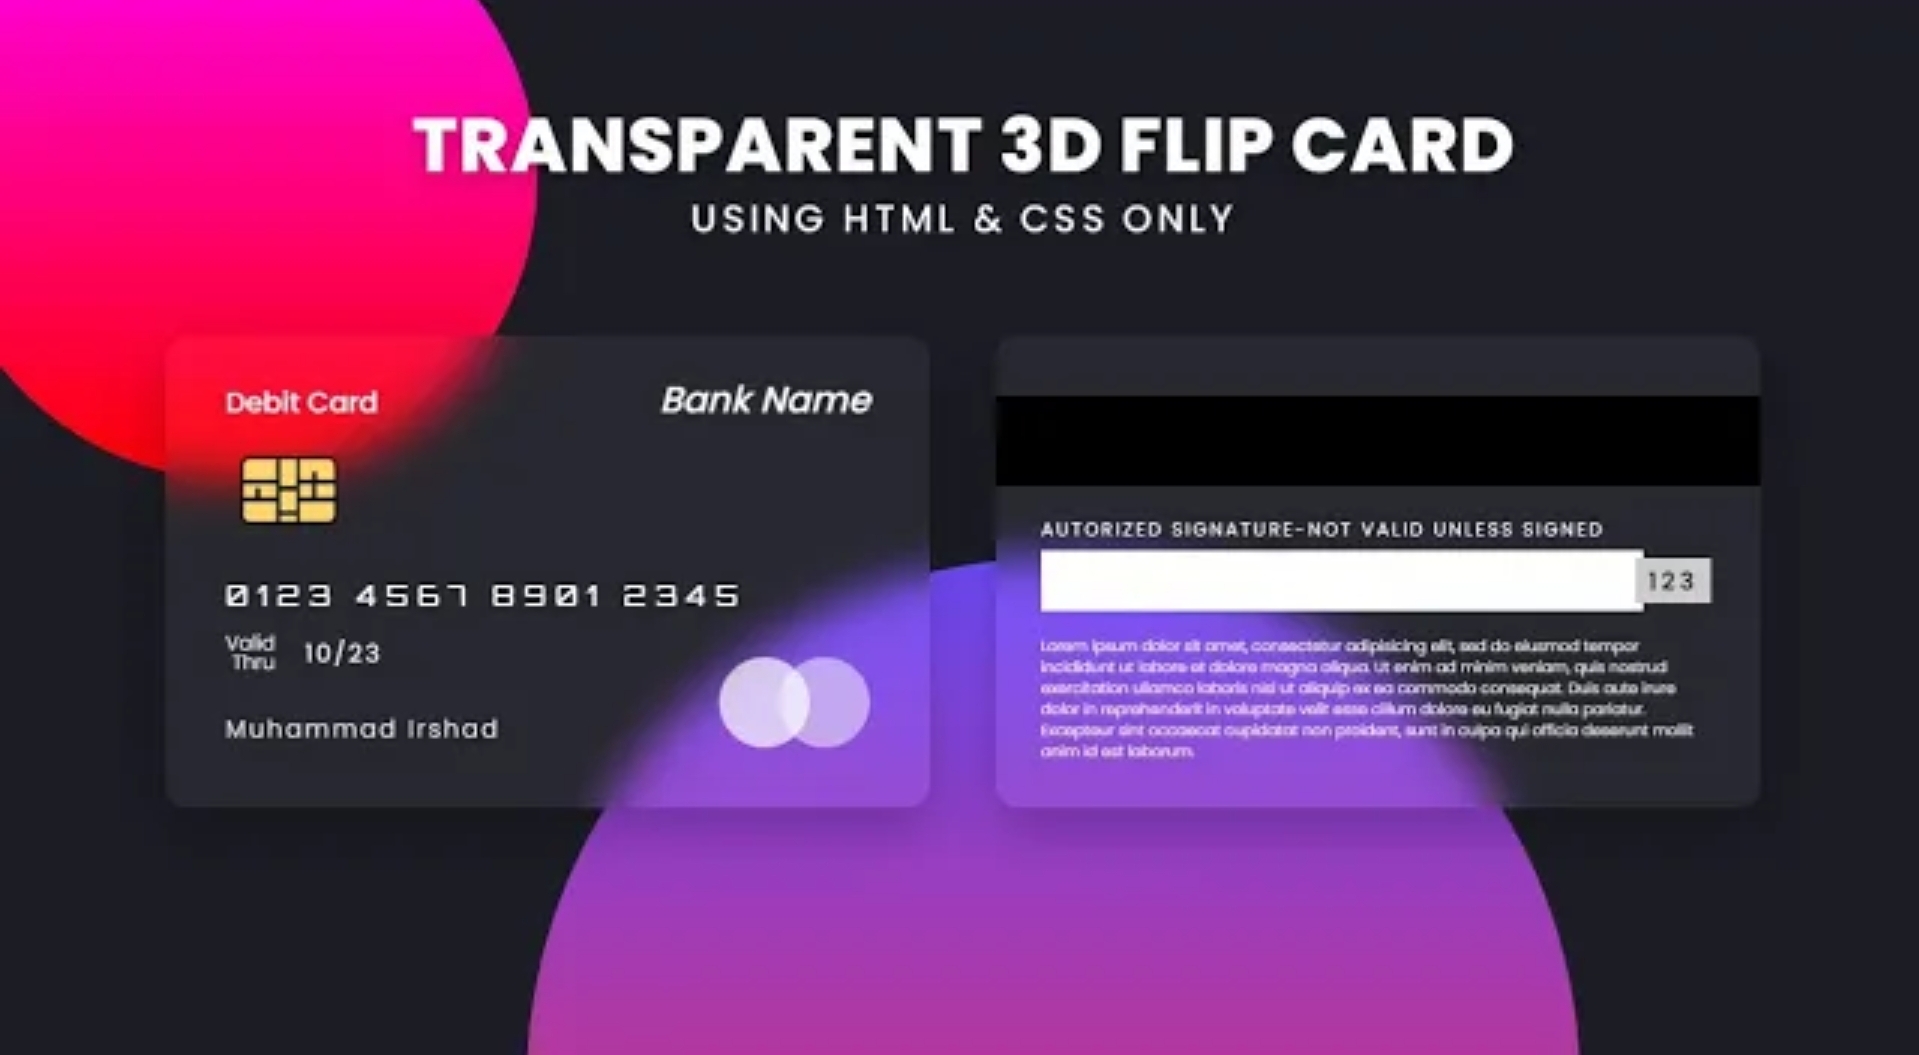 TRANSPARENT 3D FLIP CARD
USING HTML & CSS ONLY
Debit Card
Bank Name
0123 4567 8901 2345
Valid
Thru
10/23
Muhammad Irshad
AUTORIZED SIGNATURE-NOT VALID UNLESS SIGNED
123
Lorem ipsum dolor sit amet, consectetur adipisicing elit, sed do eiusmod tempor
incididunt ut labore et dolore magna aliqua. Ut enim ad minim veniam, quis nostrud
exercitation ullamco laboris nisi ut aliquip ex ea commodo consequat. Duis aute irure
dolor in reprehenderit in voluptate velit esse cillum dolore eu fugiat nulla pariatur.
Excepteur sint occaecat cupidatat non proident, sunt in culpa qui officia deserunt mollit
anim id est laborum.